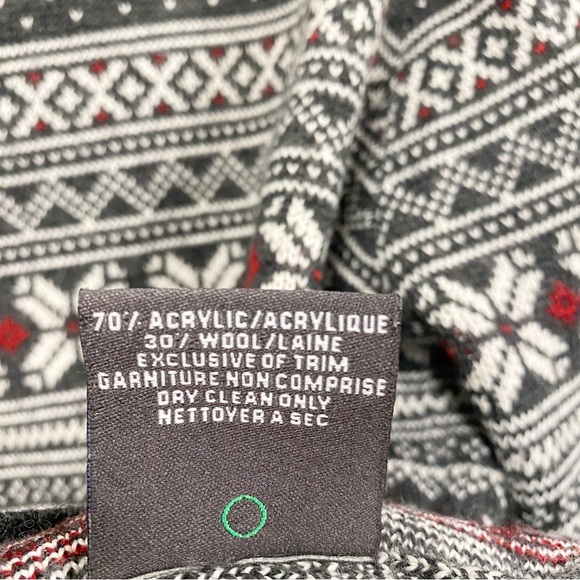 70% ACRYLIC/ACRYLIQUE
30% WOOL/LAINE
EXCLUSIVE OF TRIM
GARNITURE NON COMPRISE
DRY CLEAN ONLY
NETTOYER A SEC